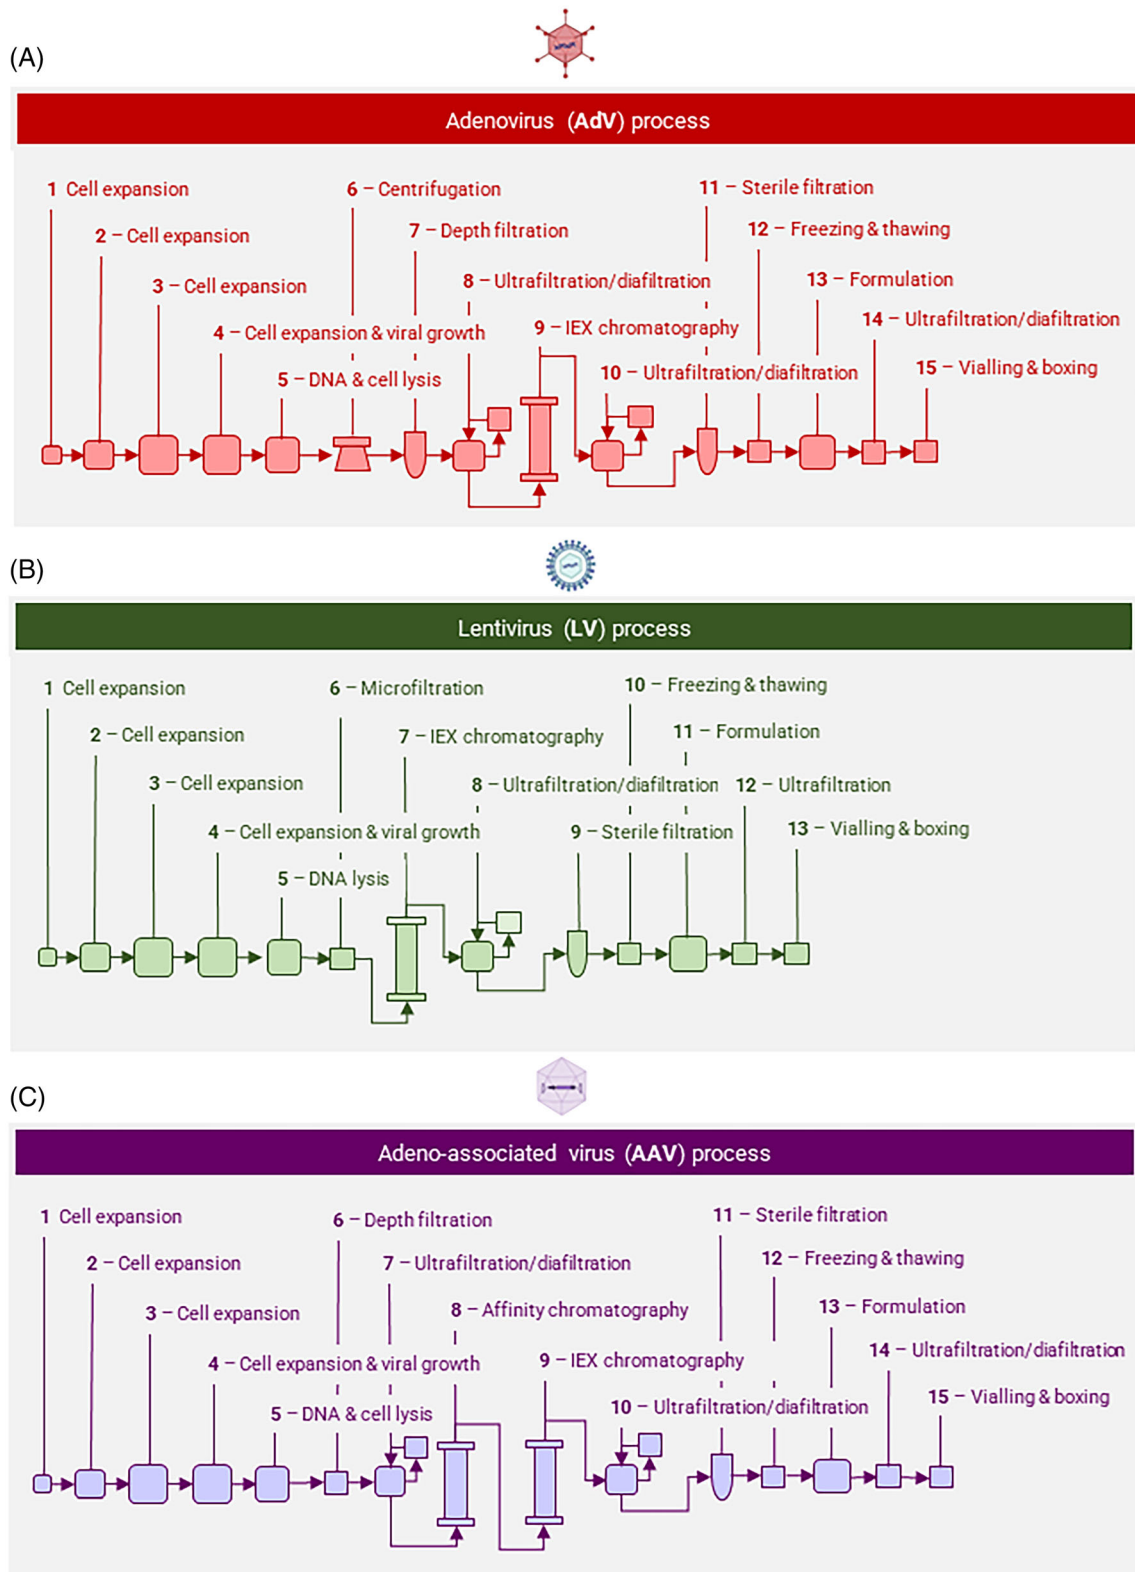 (A)
Adenovirus (AdV) process
1 Cell expansion
2 – Cell expansion
3 – Cell expansion
4 – Cell expansion & viral growth
5 – DNA & cell lysis
6 – Centrifugation
7 – Depth filtration
8 – Ultrafiltration/diafiltration
9 – IEX chromatography
10 – Ultrafiltration/diafiltration
11 – Sterile filtration
12 – Freezing & thawing
13 – Formulation
14 – Ultrafiltration/diafiltration
15 – Vialling & boxing
(B)
Lentivirus (LV) process
1 Cell expansion
2 – Cell expansion
3 – Cell expansion
4 – Cell expansion & viral growth
5 – DNA lysis
6 – Microfiltration
7 – IEX chromatography
8 – Ultrafiltration/diafiltration
9 – Sterile filtration
10 – Freezing & thawing
11 – Formulation
12 – Ultrafiltration
13 – Vialling & boxing
(C)
Adeno-associated virus (AAV) process
1 Cell expansion
2 – Cell expansion
3 – Cell expansion
4 – Cell expansion & viral growth
5 – DNA & cell lysis
6 – Depth filtration
7 – Ultrafiltration/diafiltration
8 – Affinity chromatography
9 – IEX chromatography
10 – Ultrafiltration/diafiltration
11 – Sterile filtration
12 – Freezing & thawing
13 – Formulation
14 – Ultrafiltration/diafiltration
15 – Vialling & boxing